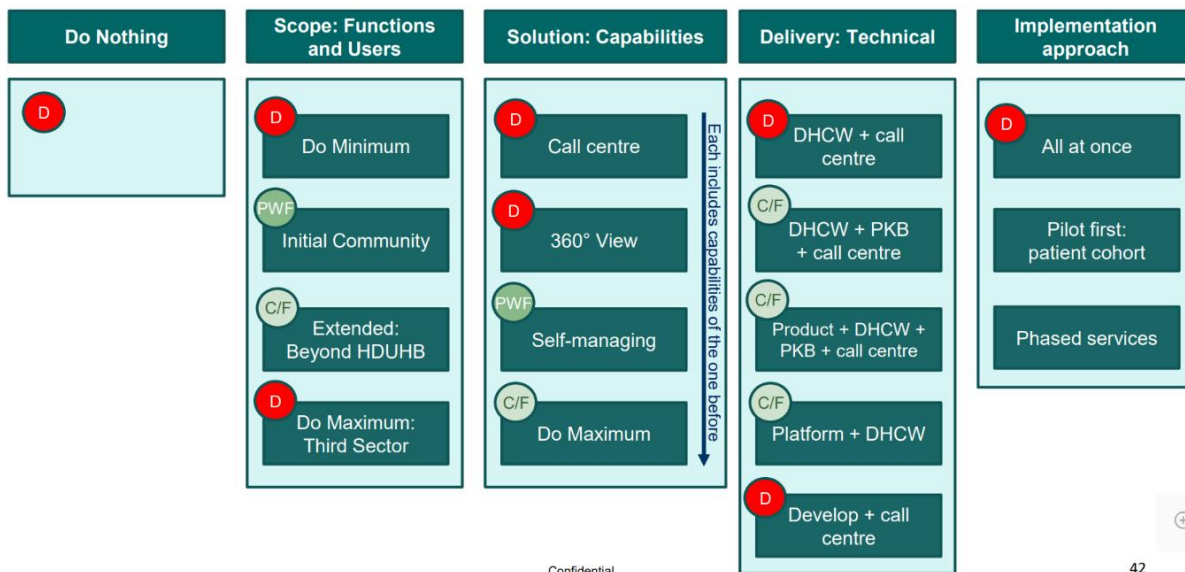 Do Nothing
D
Scope: Functions
and Users
D
Do Minimum
PWF
Initial Community
C/F
Extended:
Beyond HDUHB
D
Do Maximum:
Third Sector
Solution: Capabilities
D
Call centre
D
360° View
PWF
Self-managing
C/F
Do Maximum
Each includes capabilities of the one before
Delivery: Technical
D
DHCW + call
centre
C/F
DHCW + PKB
+ call centre
C/F
Product + DHCW +
PKB + call centre
C/F
Platform + DHCW
D
Develop + call
centre
Implementation
approach
D
All at once
Pilot first:
patient cohort
Phased services
Confidential
42